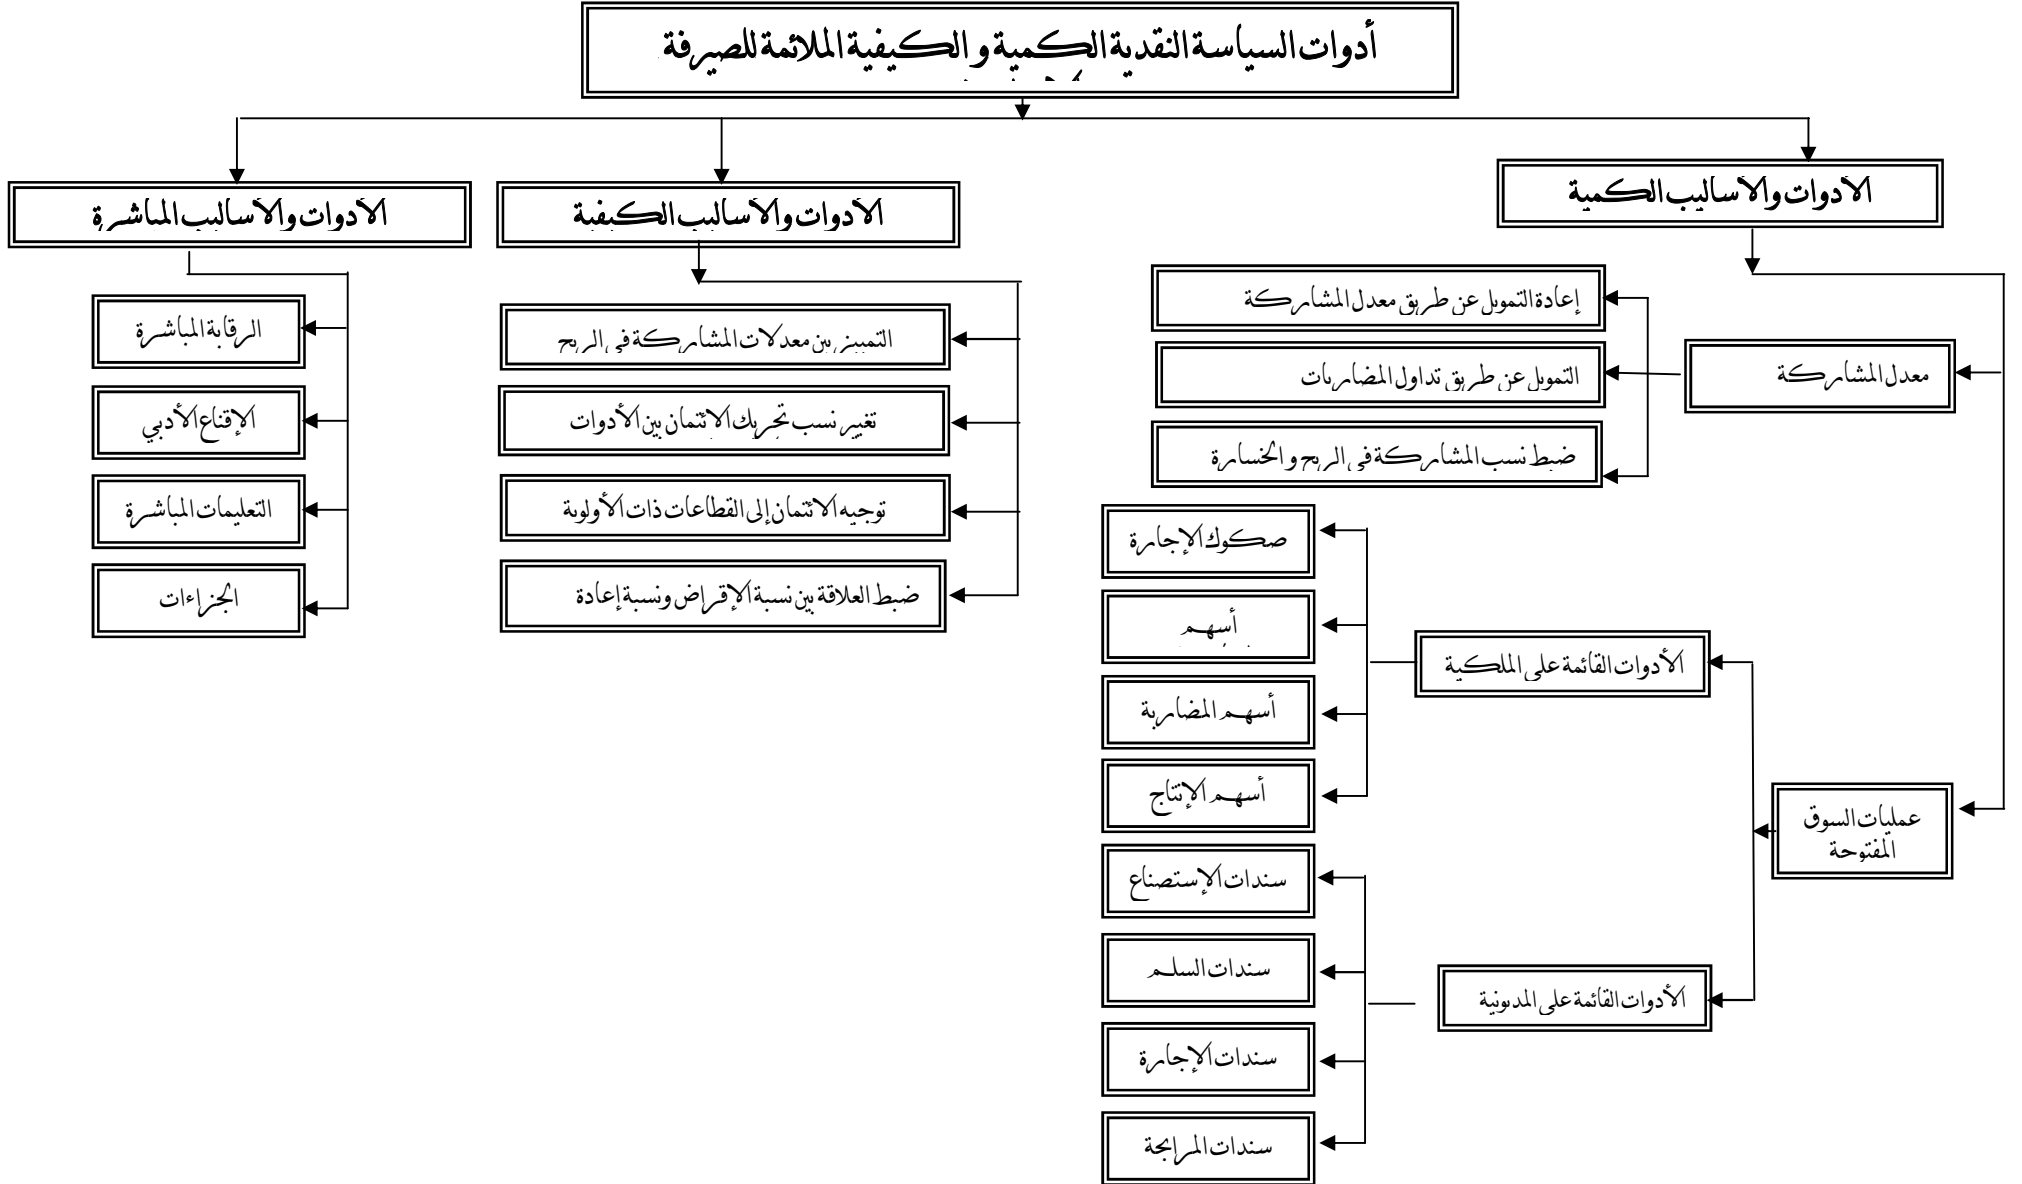 أدوات السياسة النقدية الكمية و الكيفية الملائمة للصيرفة
الأدوات والأساليب الكمية
الأدوات والأساليب الكيفية
الأدوات والأساليب المباشرة
معدل المشاركة
إعادة التمويل عن طريق معدل المشاركة
التمويل عن طريق تداول المضاربات
ضبط نسب المشاركة في الربح و الخسارة
عمليات السوق
المفتوحة
الأدوات القائمة على الملكية
صكوك الإجارة
أسهم
أسهم المضاربة
أسهم الإنتاج
الأدوات القائمة على المديونية
سندات الإستصناع
سندات السلم
سندات الإجارة
سندات المرابحة
التمييز بين معدلات المشاركة في الربح
تغيير نسب تحريك الائتمان بين الأدوات
توجيه الائتمان إلى القطاعات ذات الأولوية
ضبط العلاقة بين نسبة الإقراض ونسبة إعادة
الرقابة المباشرة
الإقناع الأدبي
التعليمات المباشرة
الجزاءات